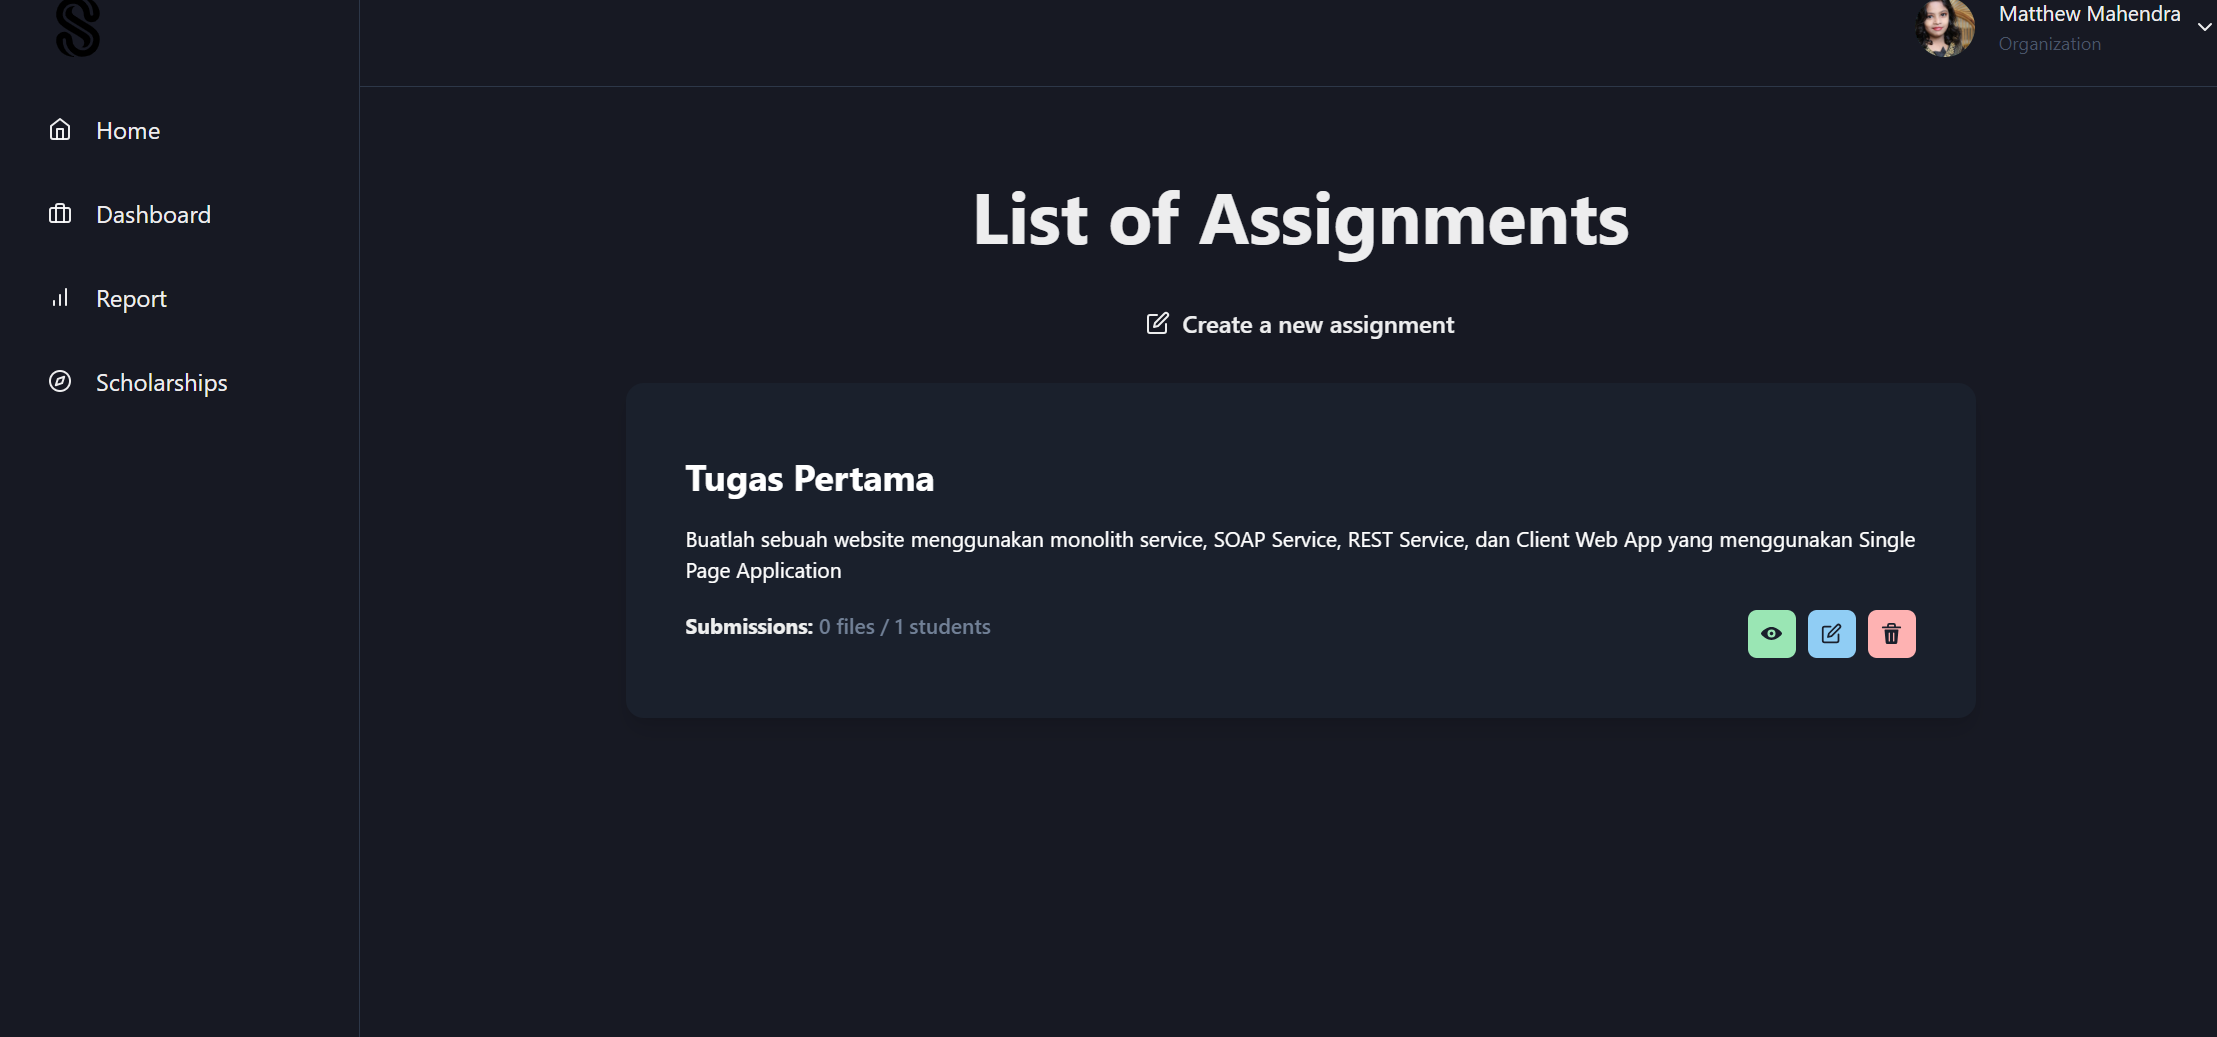 Matthew Mahendra
Organization
Home
Dashboard
Report
Scholarships
List of Assignments
Create a new assignment
Tugas Pertama
Buatlah sebuah website menggunakan monolith service, SOAP Service, REST Service, dan Client Web App yang menggunakan Single
Page Application
Submissions: 0 files / 1 students